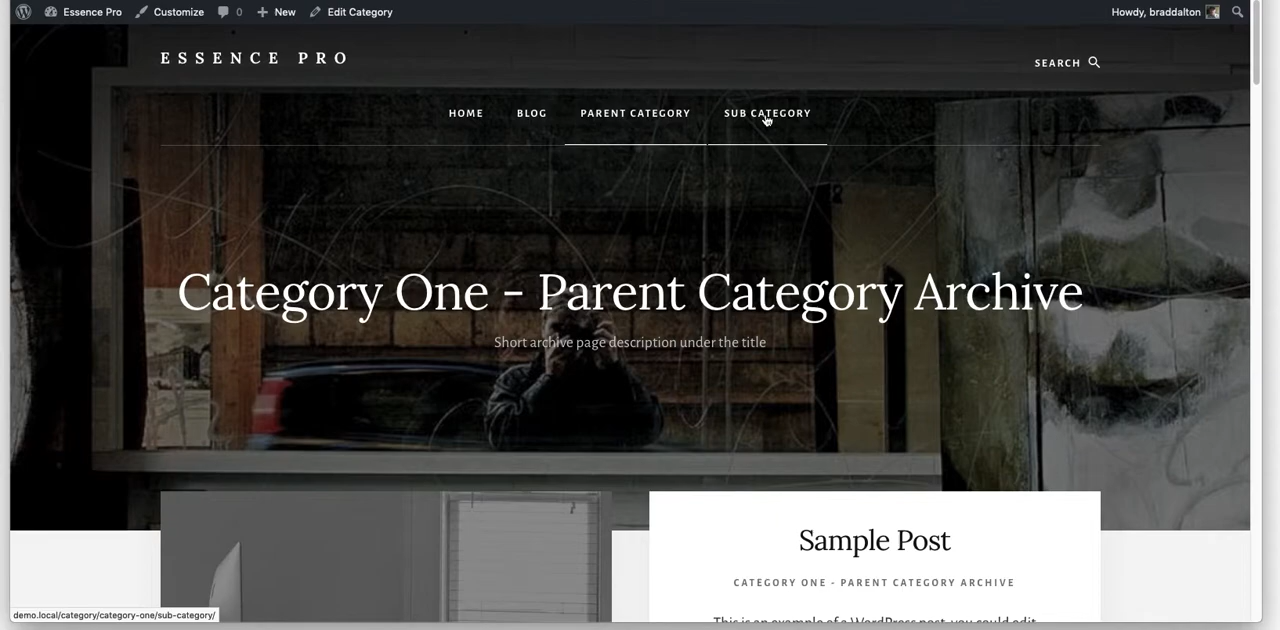 Essence Pro Customize 0 New Edit Category Howdy, braddalton
ESSENCE PRO
SEARCH
HOME BLOG PARENT CATEGORY SUB CATEGORY
Category One - Parent Category Archive
Short archive page description under the title
Sample Post
CATEGORY ONE - PARENT CATEGORY ARCHIVE
This is an example of a WordPress post, you could edit
demo.local/category/category-one/sub-category/